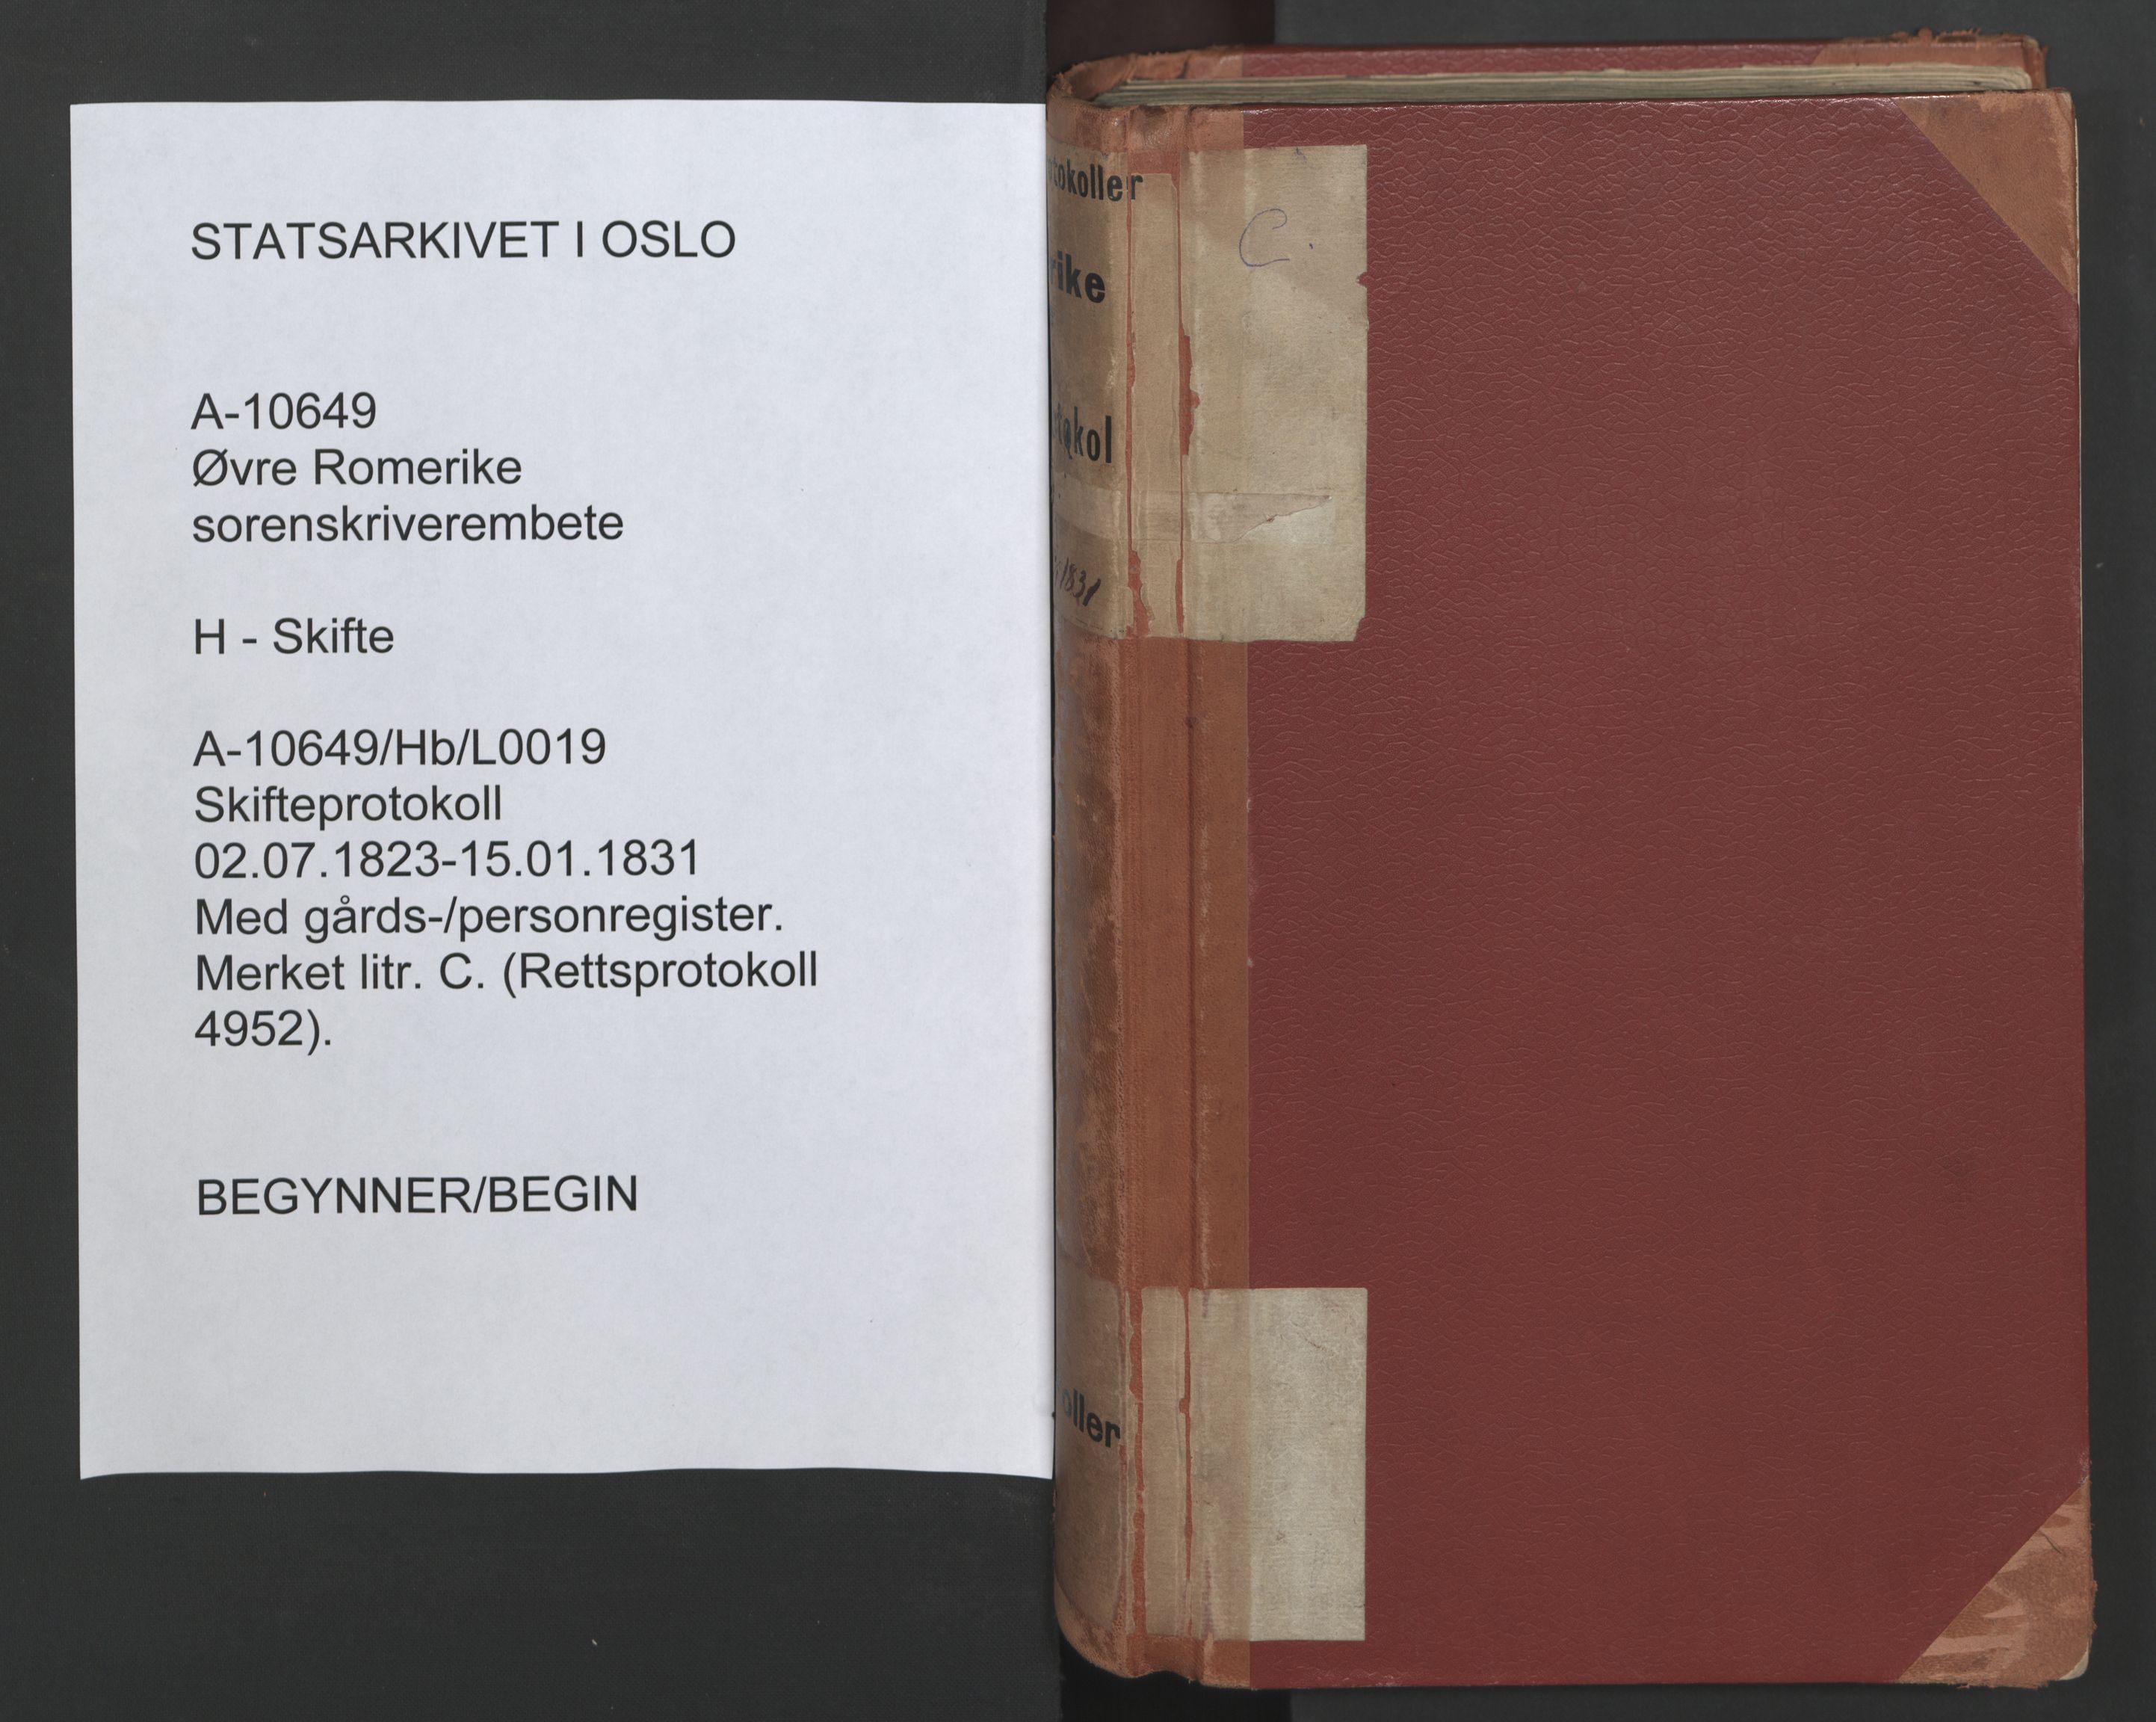 STATSARKIVET I OSLO
A-10649
Øvre Romerike
sorenskriverembete
H - Skifte
A-10649/Hb/L0019
Skifteprotokoll
02.07.1823-15.01.1831
Med gårds-/personregister.
Merket litr. C. (Rettsprotokoll
4952).
BEGYNNER/BEGIN
tokoller
rike
tokol
1831
oller
C.